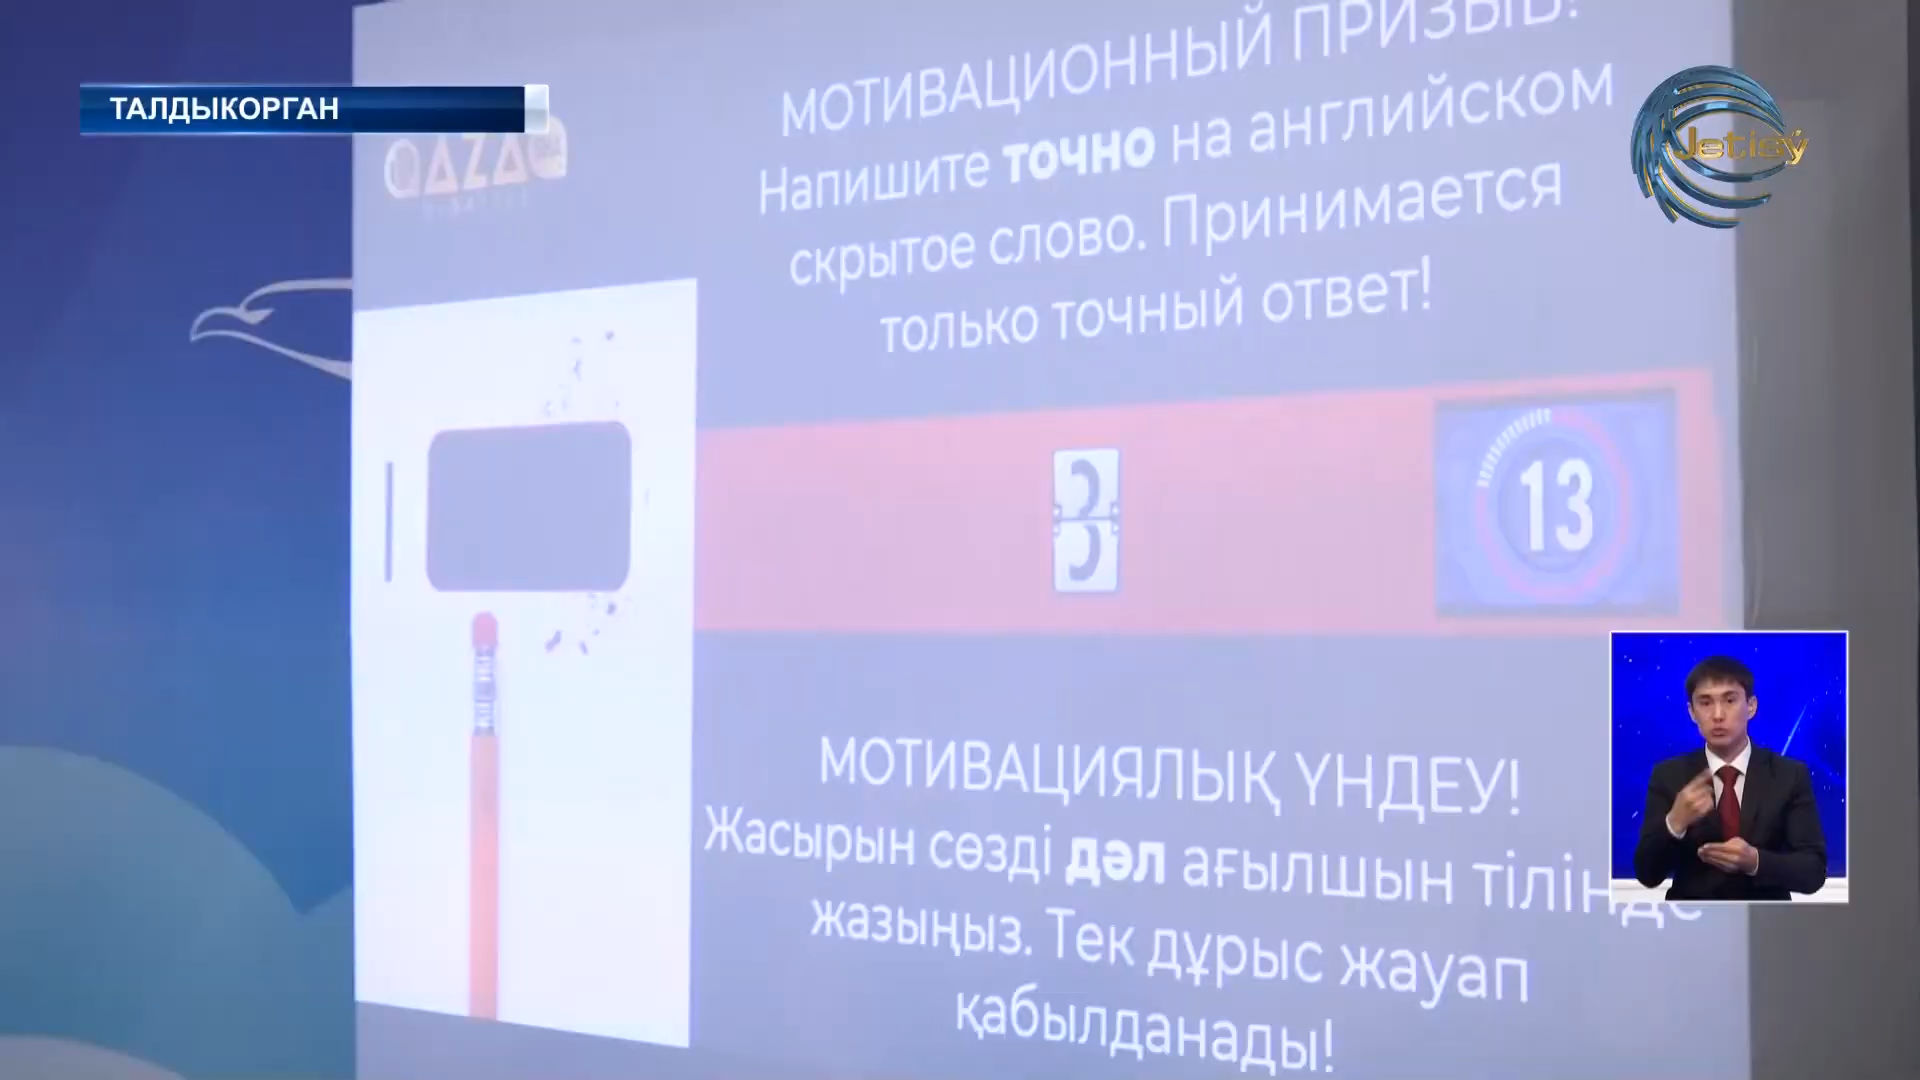 ТАЛДЫКОРГАН
Jetisý
QAZAQ
МОТИВАЦИОННЫЙ ПРИЗЫВ!
Напишите точно на английском
скрытое слово. Принимается
только точный ответ!
3
13
МОТИВАЦИЯЛЫҚ ҮНДЕУ!
Жасырын сөзді дәл ағылшын тілінде
жазыңыз. Тек дұрыс жауап
қабылданады!